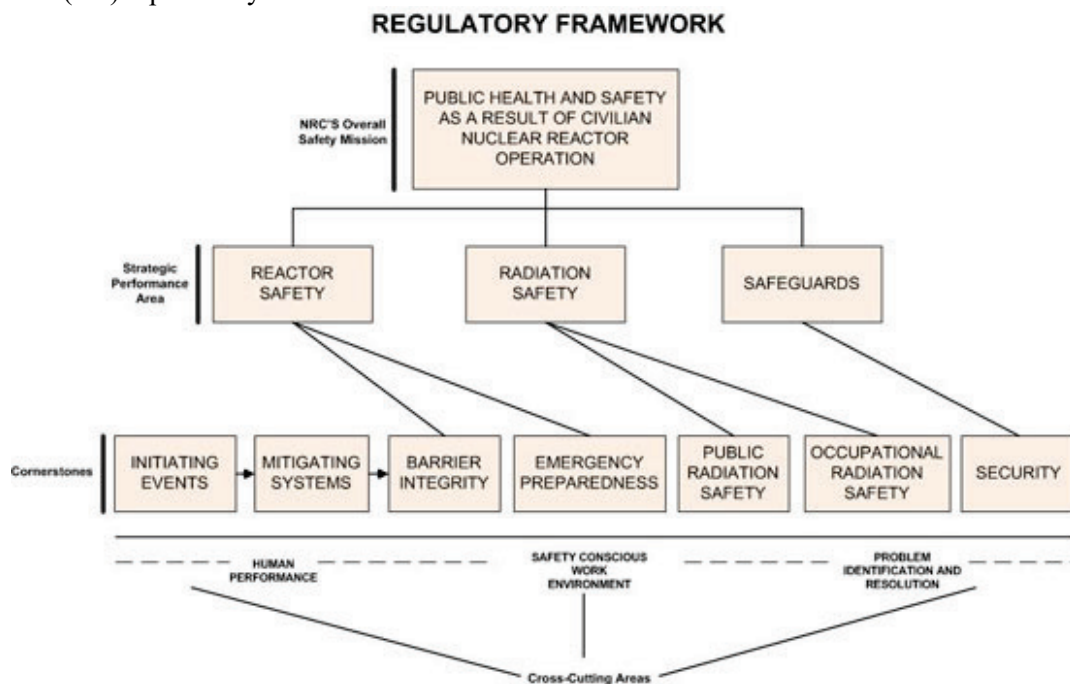 REGULATORY FRAMEWORK
NRC'S Overall
Safety Mission
PUBLIC HEALTH AND SAFETY
AS A RESULT OF CIVILIAN
NUCLEAR REACTOR
OPERATION
Strategic
Performance
Area
REACTOR
SAFETY
RADIATION
SAFETY
SAFEGUARDS
Cornerstones
INITIATING
EVENTS
MITIGATING
SYSTEMS
BARRIER
INTEGRITY
EMERGENCY
PREPAREDNESS
PUBLIC
RADIATION
SAFETY
OCCUPATIONAL
RADIATION
SAFETY
SECURITY
HUMAN
PERFORMANCE
SAFETY CONSCIOUS
WORK
ENVIRONMENT
PROBLEM
IDENTIFICATION AND
RESOLUTION
Cross-Cutting Areas